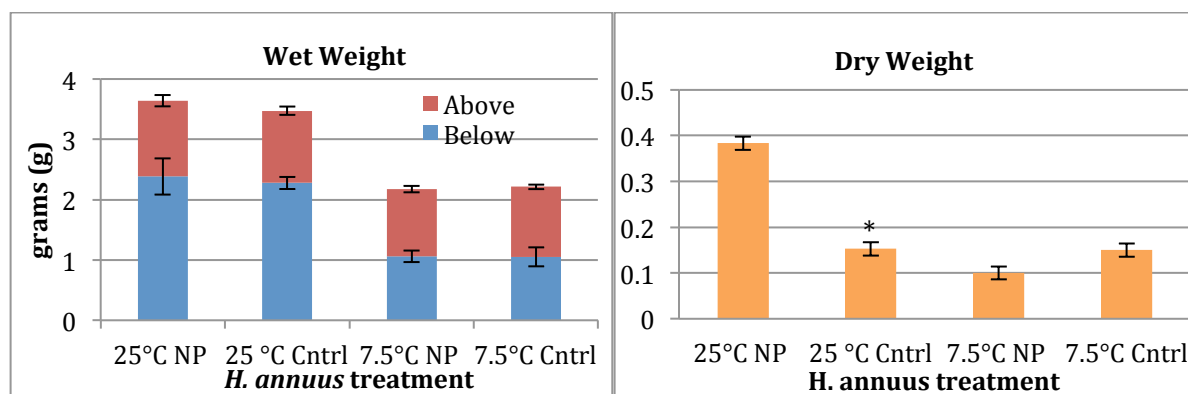 Wet Weight
4
3
2
1
0
grams (g)
Above
Below
25°C NP 25 °C Cntrl 7.5°C NP 7.5°C Cntrl
H. annuus treatment
Dry Weight
0.5
0.4
0.3
0.2
0.1
0
*
25°C NP 25 °C Cntrl 7.5°C NP 7.5°C Cntrl
H. annuus treatment